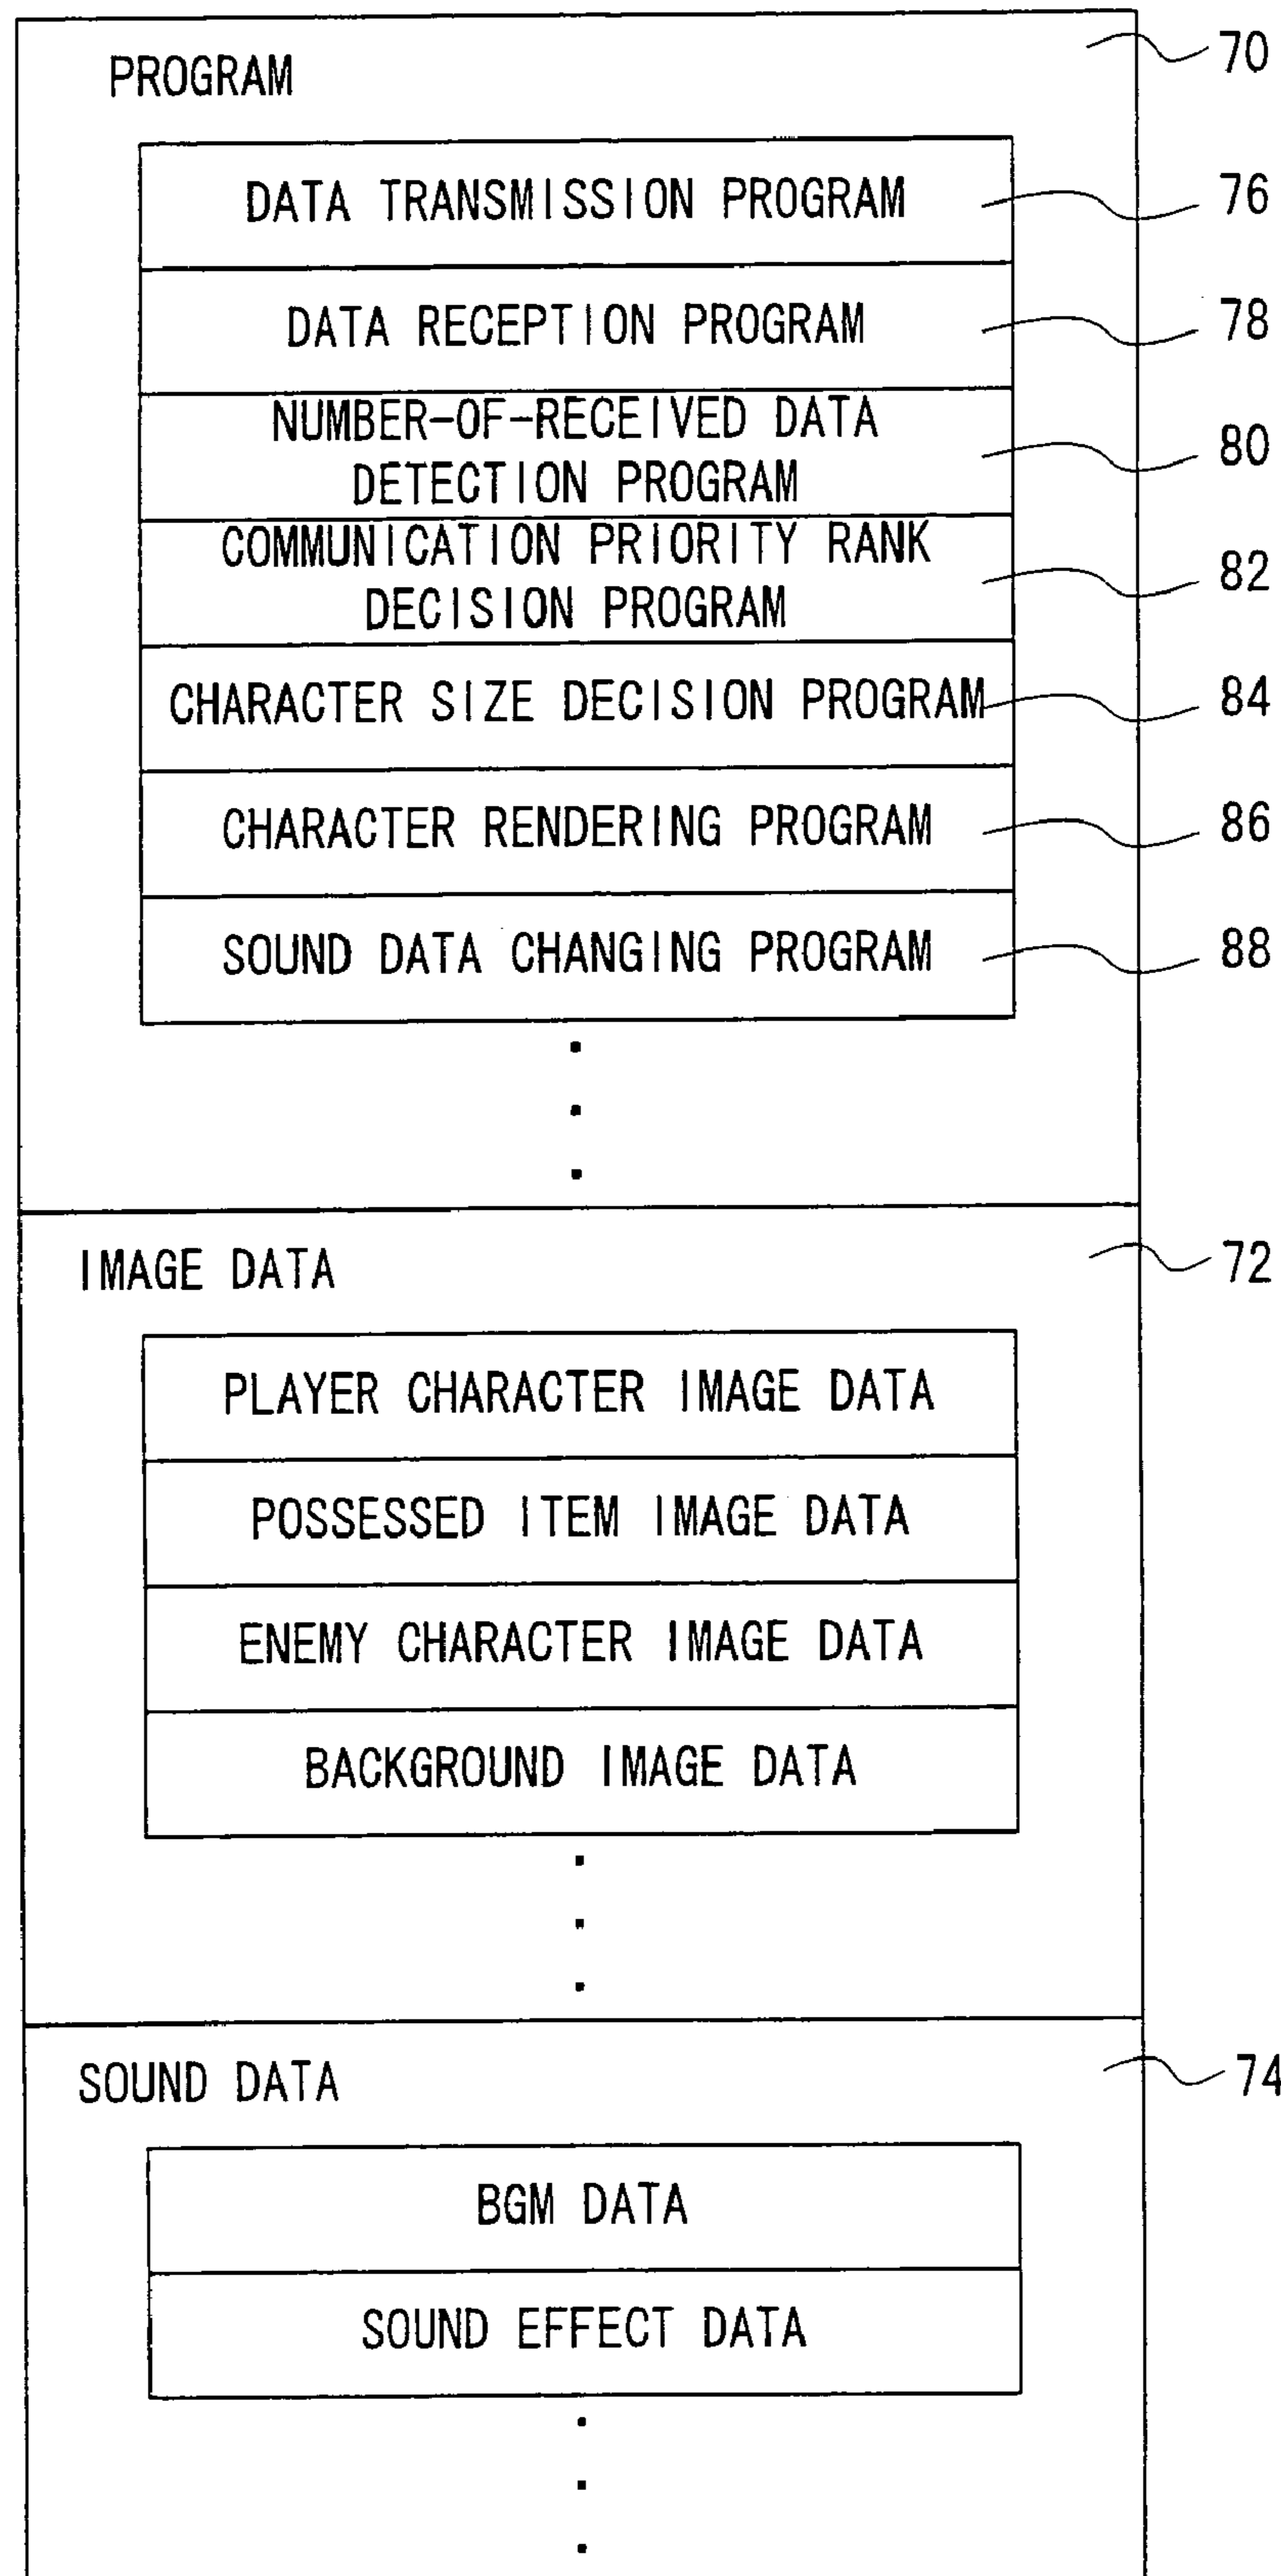 PROGRAM
70
DATA TRANSMISSION PROGRAM
76
DATA RECEPTION PROGRAM
78
NUMBER-OF-RECEIVED DATA
DETECTION PROGRAM
80
COMMUNICATION PRIORITY RANK
DECISION PROGRAM
82
CHARACTER SIZE DECISION PROGRAM
84
CHARACTER RENDERING PROGRAM
86
SOUND DATA CHANGING PROGRAM
88
IMAGE DATA
72
PLAYER CHARACTER IMAGE DATA
POSSESSED ITEM IMAGE DATA
ENEMY CHARACTER IMAGE DATA
BACKGROUND IMAGE DATA
SOUND DATA
74
BGM DATA
SOUND EFFECT DATA